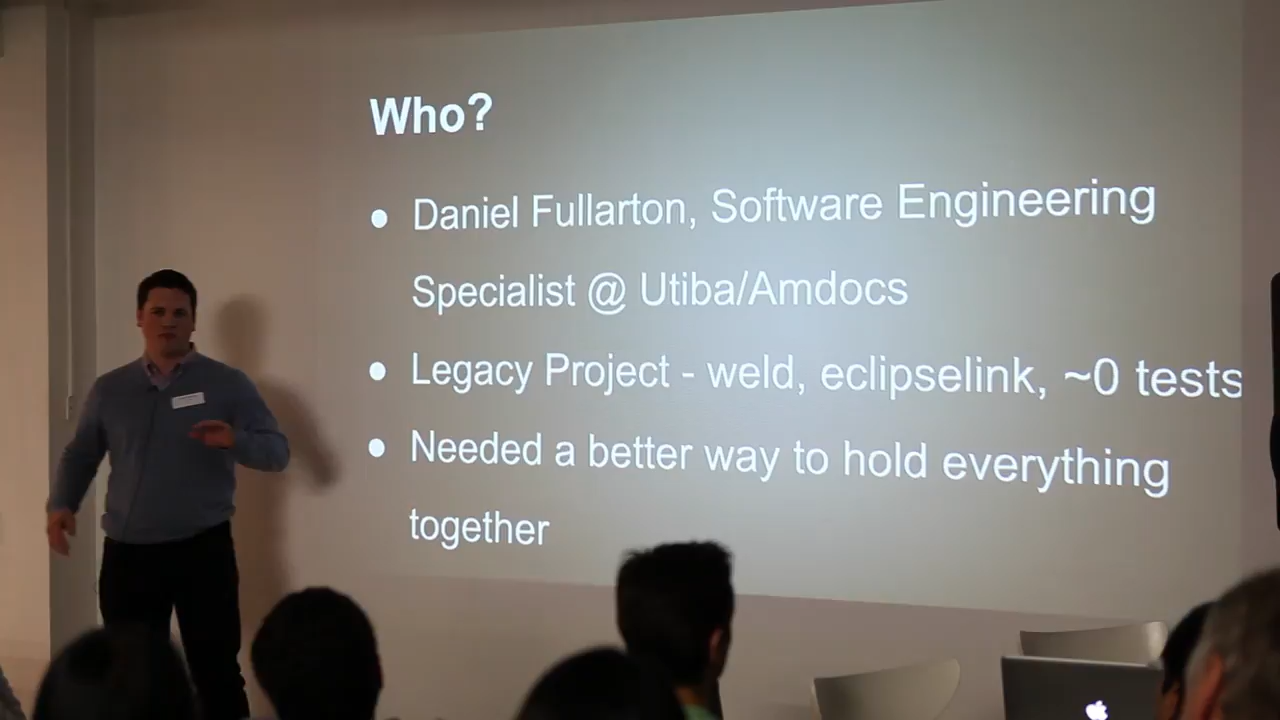 Who?
• Daniel Fullarton, Software Engineering
Specialist @ Utiba/Amdocs
• Legacy Project - weld, eclipselink, ~0 tests
• Needed a better way to hold everything
together